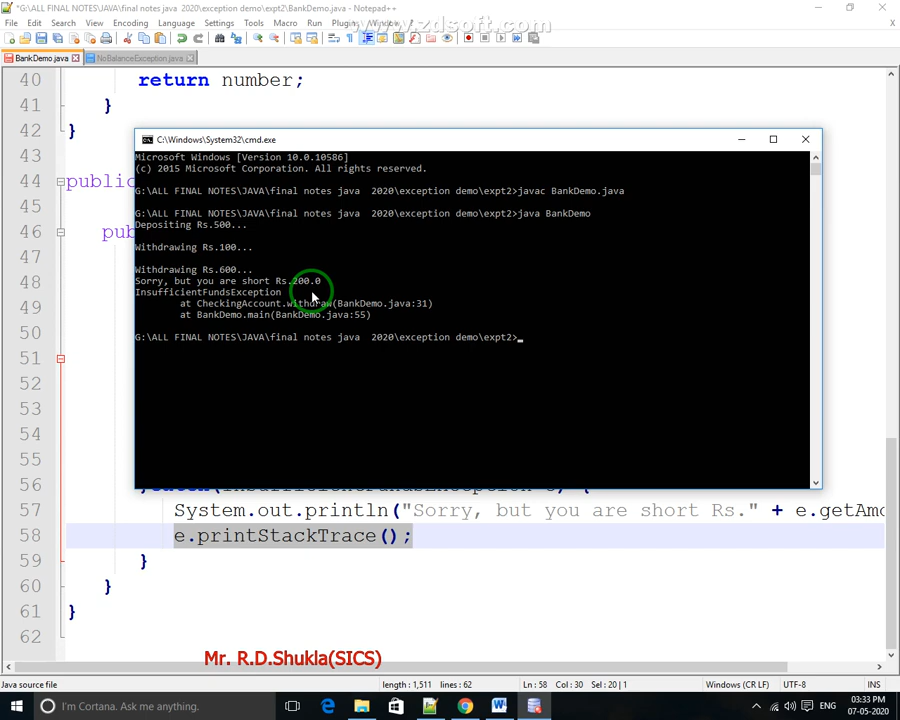 *G:\ALL FINAL NOTES\JAVA\final notes java  2020\exception demo\expt2\BankDemo.java - Notepad++
File Edit Search View Encoding Language Settings Tools Macro Run Plugins Window
www.zdsoft.com
BankDemo.java NoBalanceException.java
40 return number;
41 }
42 }
43
44 public
45
46 pub
47
48
49
50
51
52
53
54
55
56
57 System.out.println("Sorry, but you are short Rs." + e.getAmo
58 e.printStackTrace();
59 }
60 }
61 }
62
C:\Windows\System32\cmd.exe
Microsoft Windows [Version 10.0.10586]
(c) 2015 Microsoft Corporation. All rights reserved.
G:\ALL FINAL NOTES\JAVA\final notes java  2020\exception demo\expt2>javac BankDemo.java
G:\ALL FINAL NOTES\JAVA\final notes java  2020\exception demo\expt2>java BankDemo
Depositing Rs.500...
Withdrawing Rs.100...
Withdrawing Rs.600...
Sorry, but you are short Rs.200.0
InsufficientFundsException
at CheckingAccount.withdraw(BankDemo.java:31)
at BankDemo.main(BankDemo.java:55)
G:\ALL FINAL NOTES\JAVA\final notes java  2020\exception demo\expt2>_
Mr. R.D.Shukla(SICS)
Java source file length : 1,511 lines : 62 Ln : 58 Col : 30 Sel : 20 | 1 Windows (CR LF) UTF-8 INS
I'm Cortana. Ask me anything. ENG 03:33 PM
07-05-2020